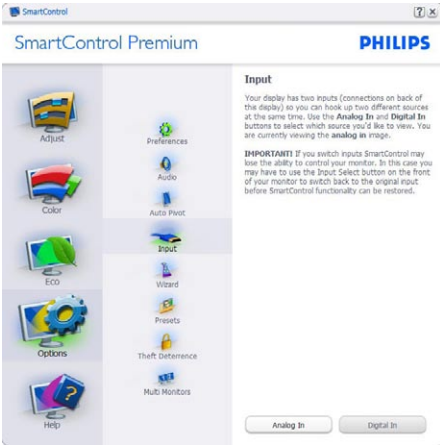 SmartControl
SmartControl Premium
PHILIPS
Adjust
Color
Eco
Options
Help
Preferences
Audio
Auto Pivot
Input
Wizard
Presets
Theft Deterrence
Multi Monitors
Input
Your display has two inputs (connections on back of
this display) so you can hook up two different sources
at the same time. Use the Analog In and Digital In
buttons to select which source you'd like to view. You
are currently viewing the analog in image.
IMPORTANT! If you switch inputs SmartControl may
lose the ability to control your monitor. In this case you
may have to use the Input Select button on the front
of your monitor to switch back to the original input
before SmartControl functionality can be restored.
Analog In
Digital In